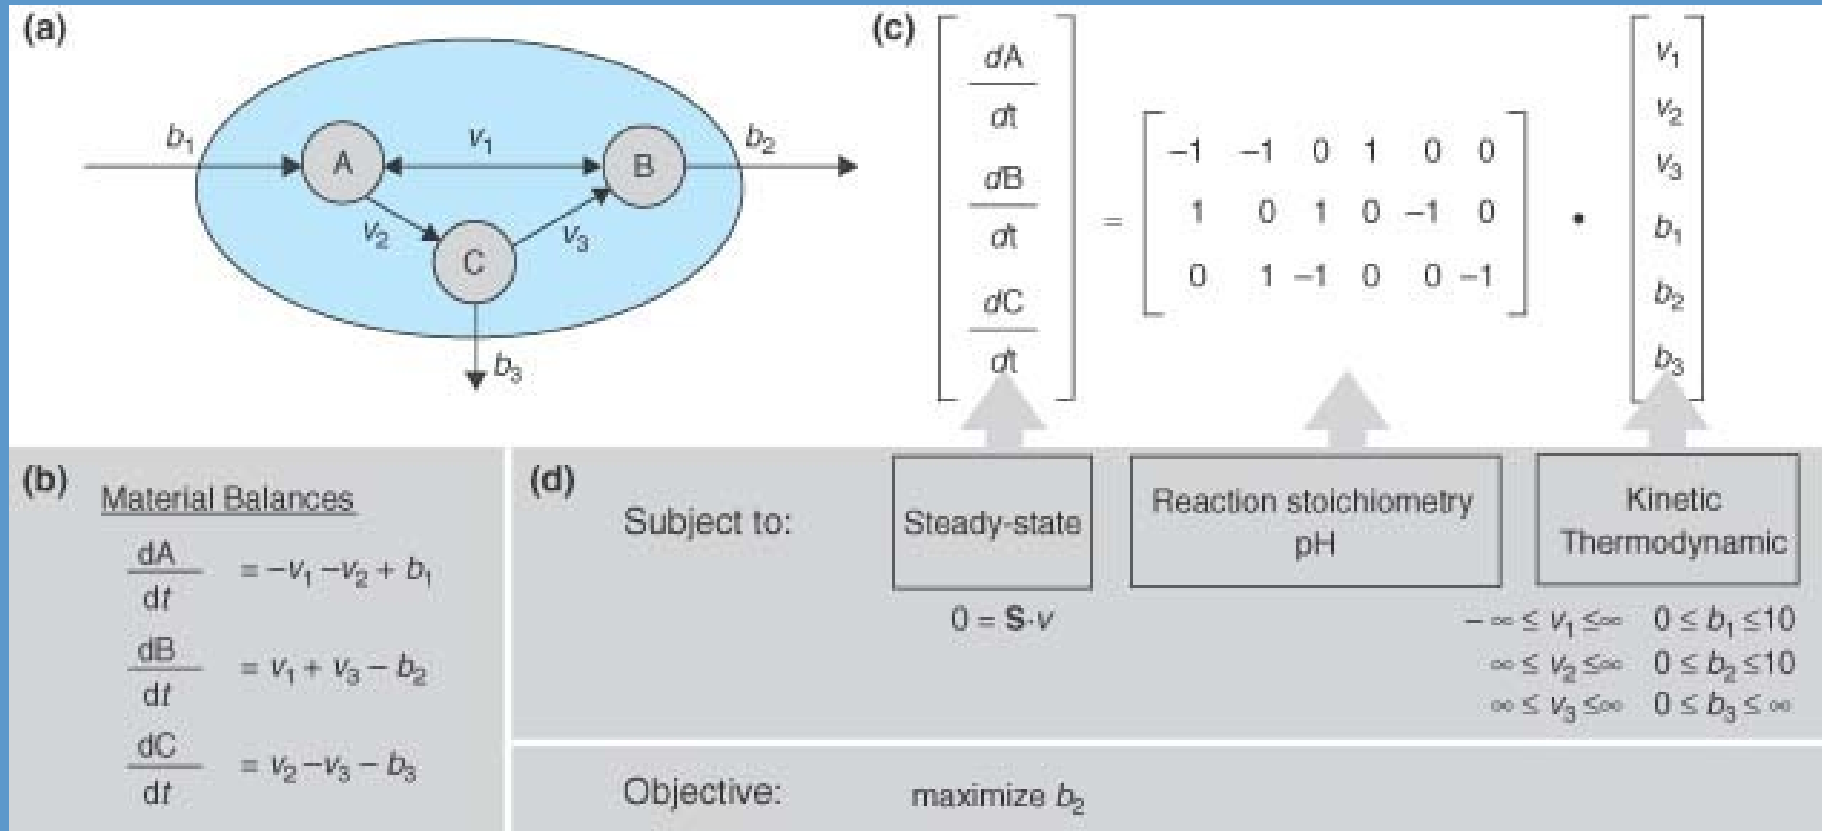 (a)
b₁
A
v₁
B
b₂
v₂
C
v₃
b₃
(b)
Material Balances
dA/dt = -v₁ -v₂ + b₁
dB/dt = v₁ + v₃ - b₂
dC/dt = v₂ -v₃ - b₃
(c)
dA/dt
dB/dt
dC/dt
=
-1 -1 0 1 0 0
1 0 1 0 -1 0
0 1 -1 0 0 -1
•
v₁
v₂
v₃
b₁
b₂
b₃
(d)
Subject to:
Steady-state
0 = S·v
Reaction stoichiometry
pH
Kinetic
Thermodynamic
-∞ ≤ v₁ ≤∞ 0 ≤ b₁ ≤10
∞ ≤ v₂ ≤∞ 0 ≤ b₂ ≤10
∞ ≤ v₃ ≤∞ 0 ≤ b₃ ≤ ∞
Objective: maximize b₂